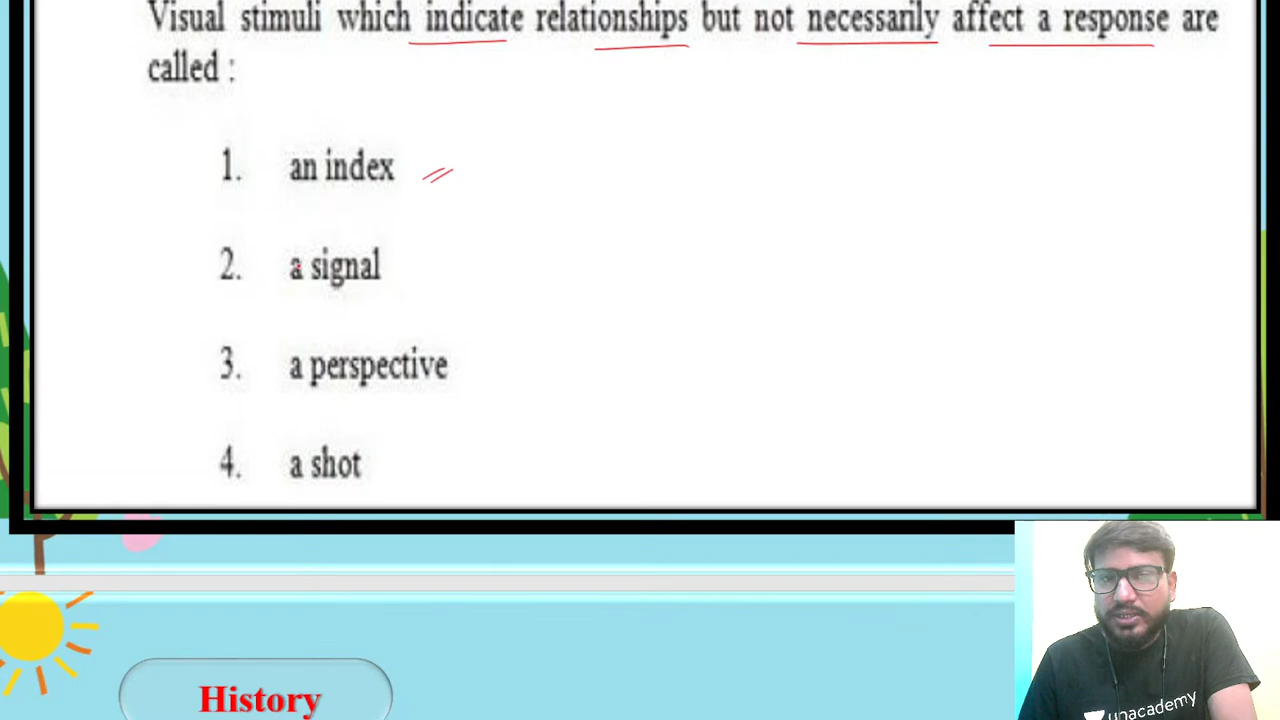 Visual stimuli which indicate relationships but not necessarily affect a response are
called :
1. an index
2. a signal
3. a perspective
4. a shot
History
unacademy